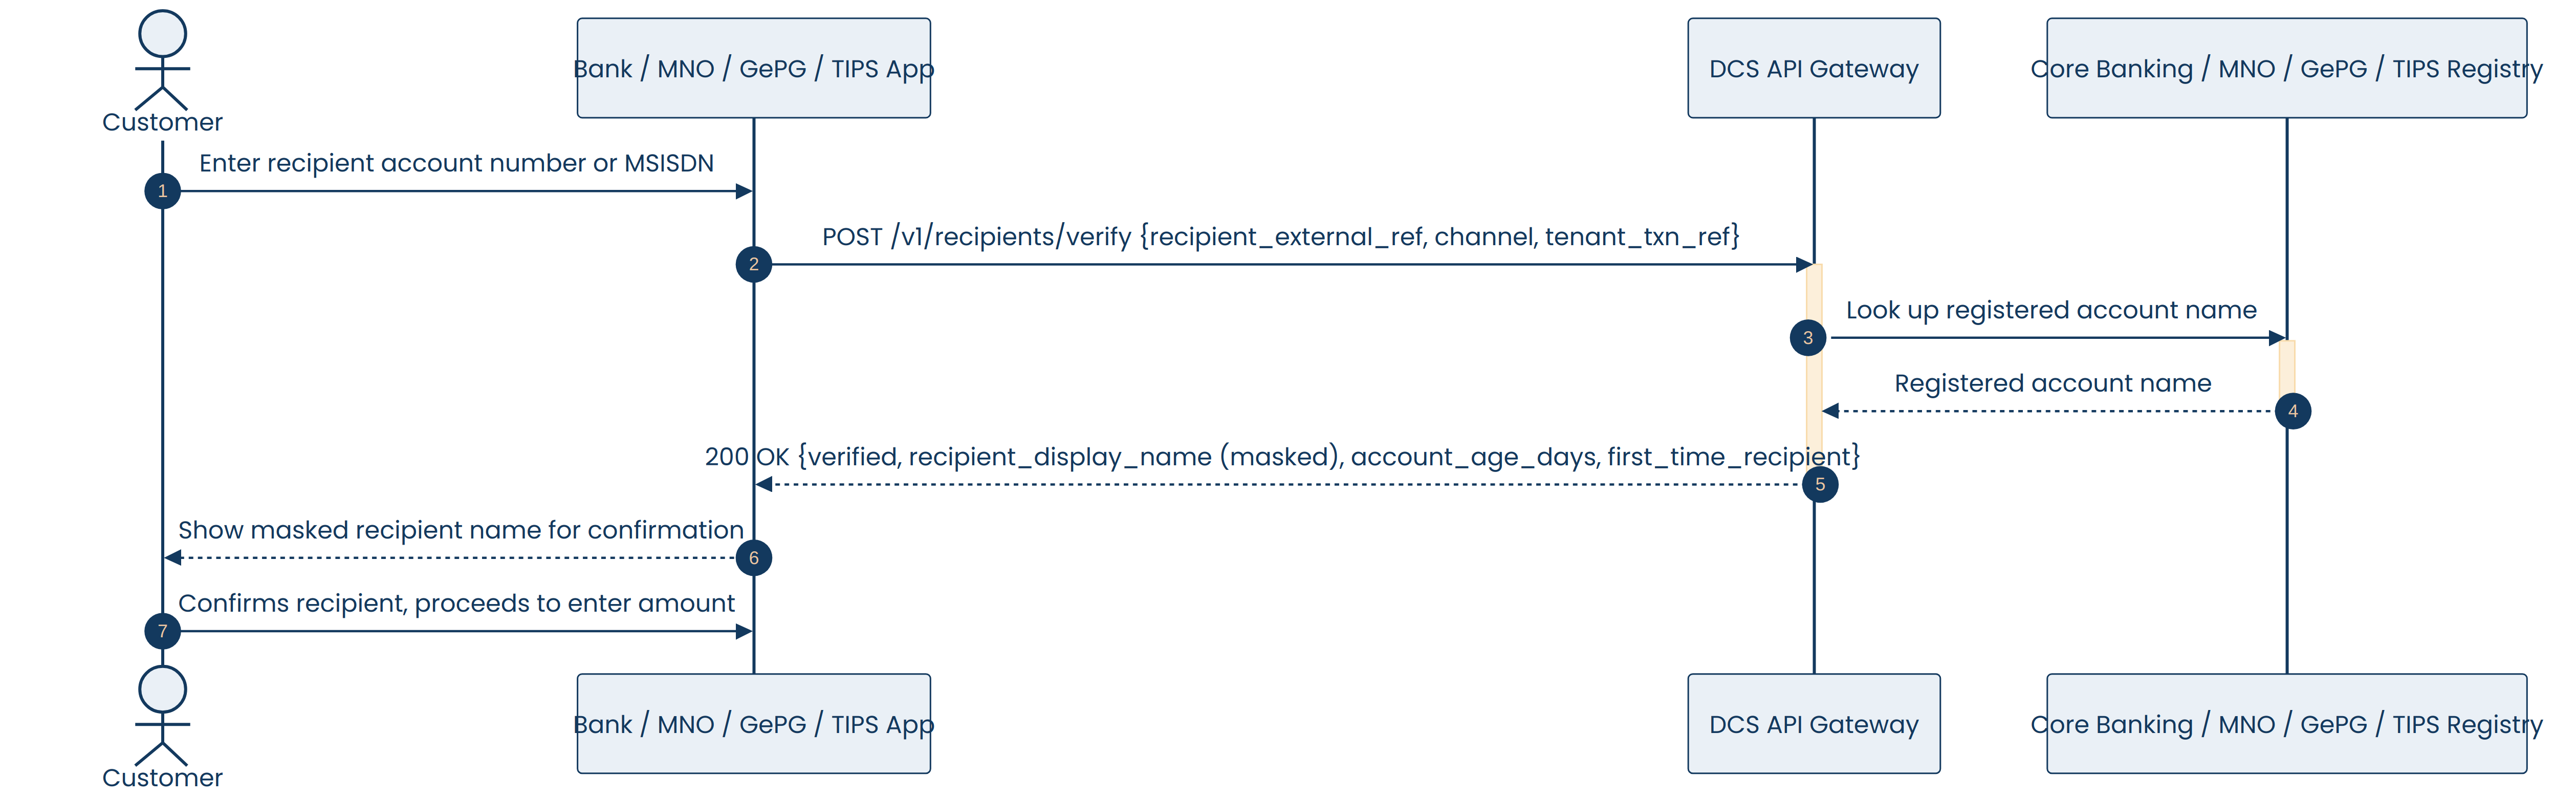 Bank / MNO / GePG / TIPS App
DCS API Gateway
Core Banking / MNO / GePG / TIPS Registry
Customer
Enter recipient account number or MSISDN
1
POST /v1/recipients/verify {recipient_external_ref, channel, tenant_txn_ref}
2
Look up registered account name
3
Registered account name
4
200 OK {verified, recipient_display_name (masked), account_age_days, first_time_recipient}
5
Show masked recipient name for confirmation
6
Confirms recipient, proceeds to enter amount
7
Bank / MNO / GePG / TIPS App
DCS API Gateway
Core Banking / MNO / GePG / TIPS Registry
Customer